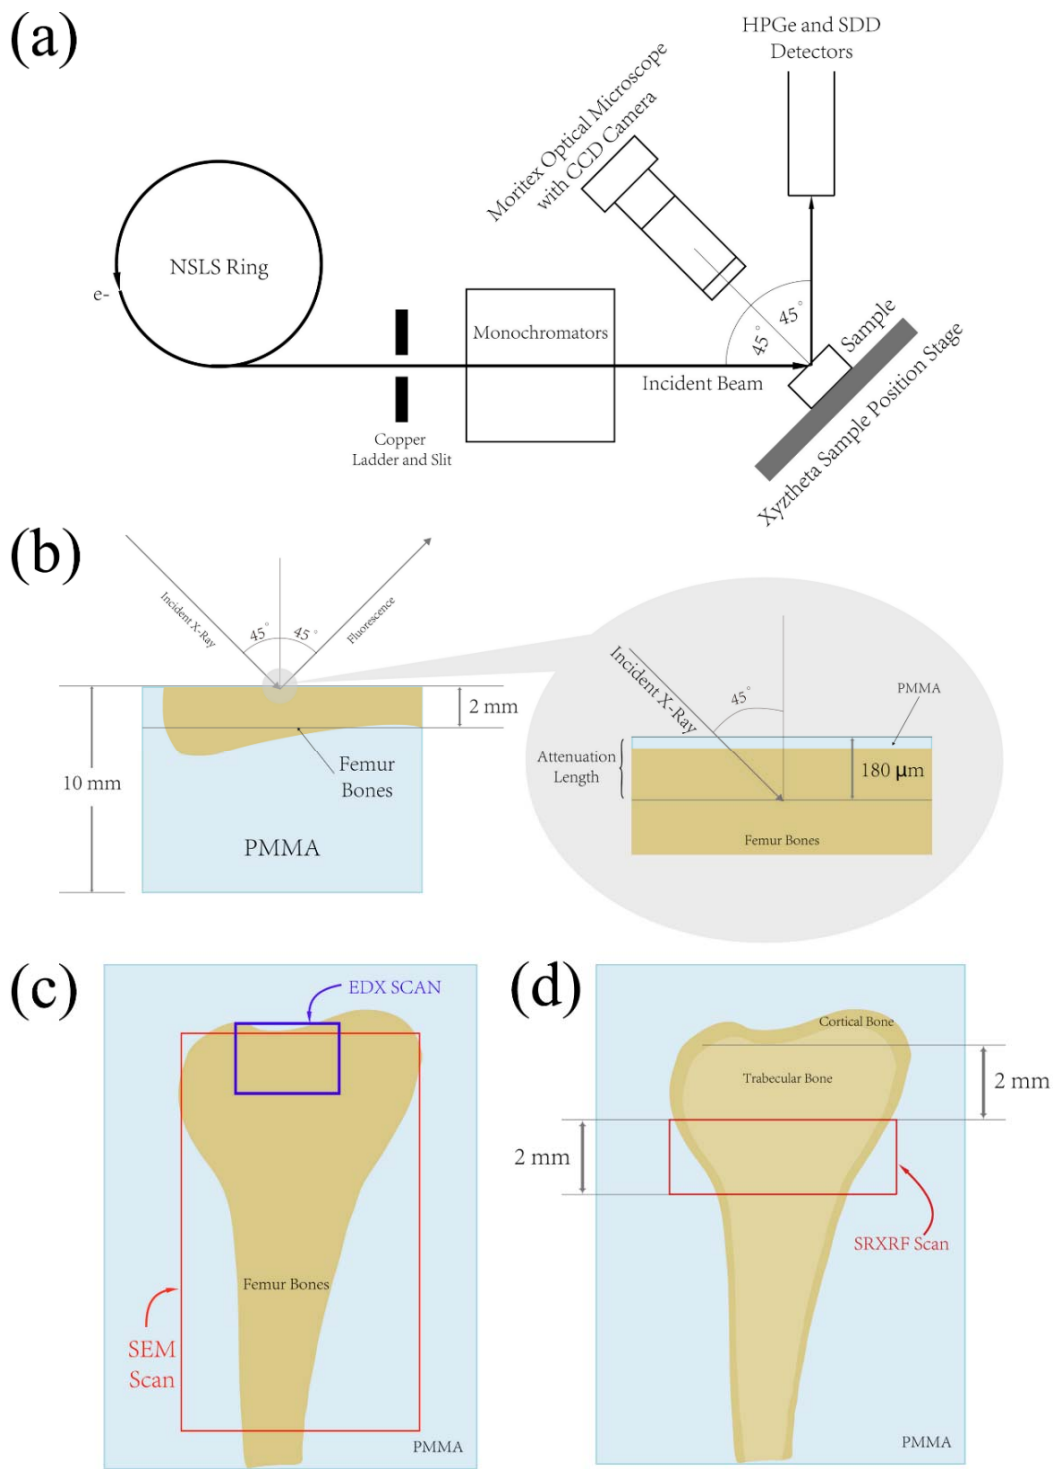 (a)
HPGe and SDD
Detectors
Moritex Optical Microscope
with CCD Camera
NSLS Ring
e-
Monochromators
45°
45°
Sample
Xyztheta Sample Position Stage
Incident Beam
Copper
Ladder and Slit
(b)
Incident X-Ray
45°
45°
Fluorescence
2 mm
10 mm
Femur
Bones
PMMA
Incident X-Ray
45°
PMMA
Attenuation
Length
180 μm
Femur Bones
(c)
EDX SCAN
Femur Bones
SEM
Scan
PMMA
(d)
Cortical Bone
Trabecular Bone
2 mm
2 mm
SRXRF Scan
PMMA